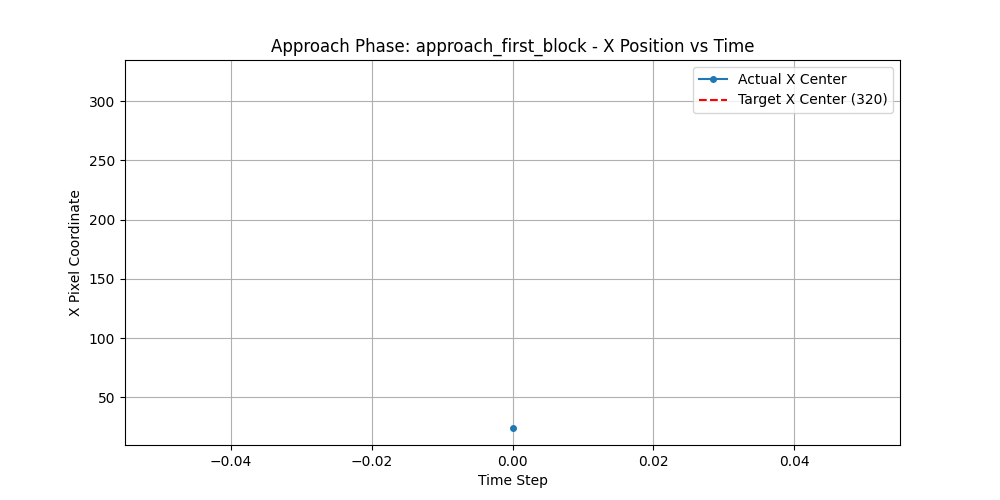 Approach Phase: approach_first_block - X Position vs Time
Actual X Center
Target X Center (320)
300
250
200
150
100
50
X Pixel Coordinate
−0.04
−0.02
0.00
0.02
0.04
Time Step